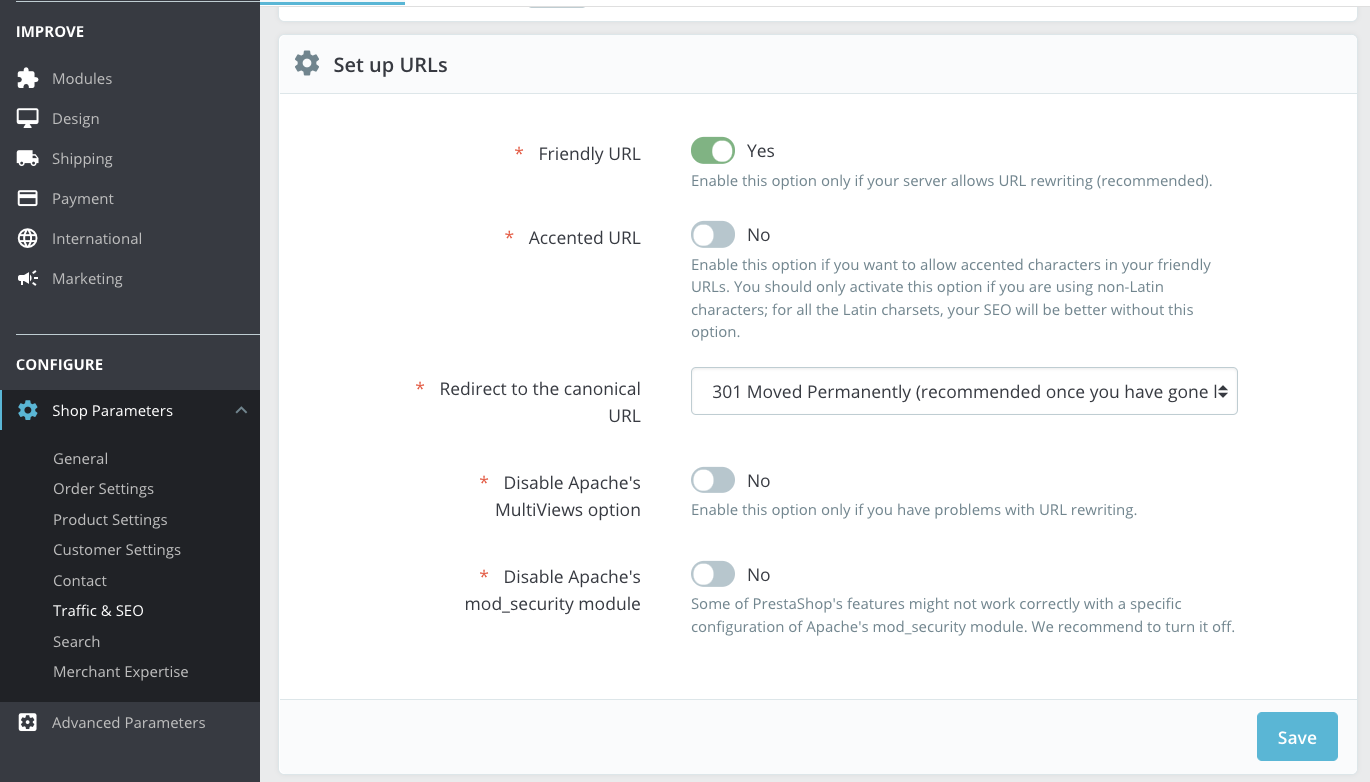 IMPROVE
Modules
Design
Shipping
Payment
International
Marketing
CONFIGURE
Shop Parameters
General
Order Settings
Product Settings
Customer Settings
Contact
Traffic & SEO
Search
Merchant Expertise
Advanced Parameters
Set up URLs
* Friendly URL
Yes
Enable this option only if your server allows URL rewriting (recommended).
* Accented URL
No
Enable this option if you want to allow accented characters in your friendly
URLs. You should only activate this option if you are using non-Latin
characters; for all the Latin charsets, your SEO will be better without this
option.
* Redirect to the canonical
URL
301 Moved Permanently (recommended once you have gone l
* Disable Apache's
MultiViews option
No
Enable this option only if you have problems with URL rewriting.
* Disable Apache's
mod_security module
No
Some of PrestaShop's features might not work correctly with a specific
configuration of Apache's mod_security module. We recommend to turn it off.
Save